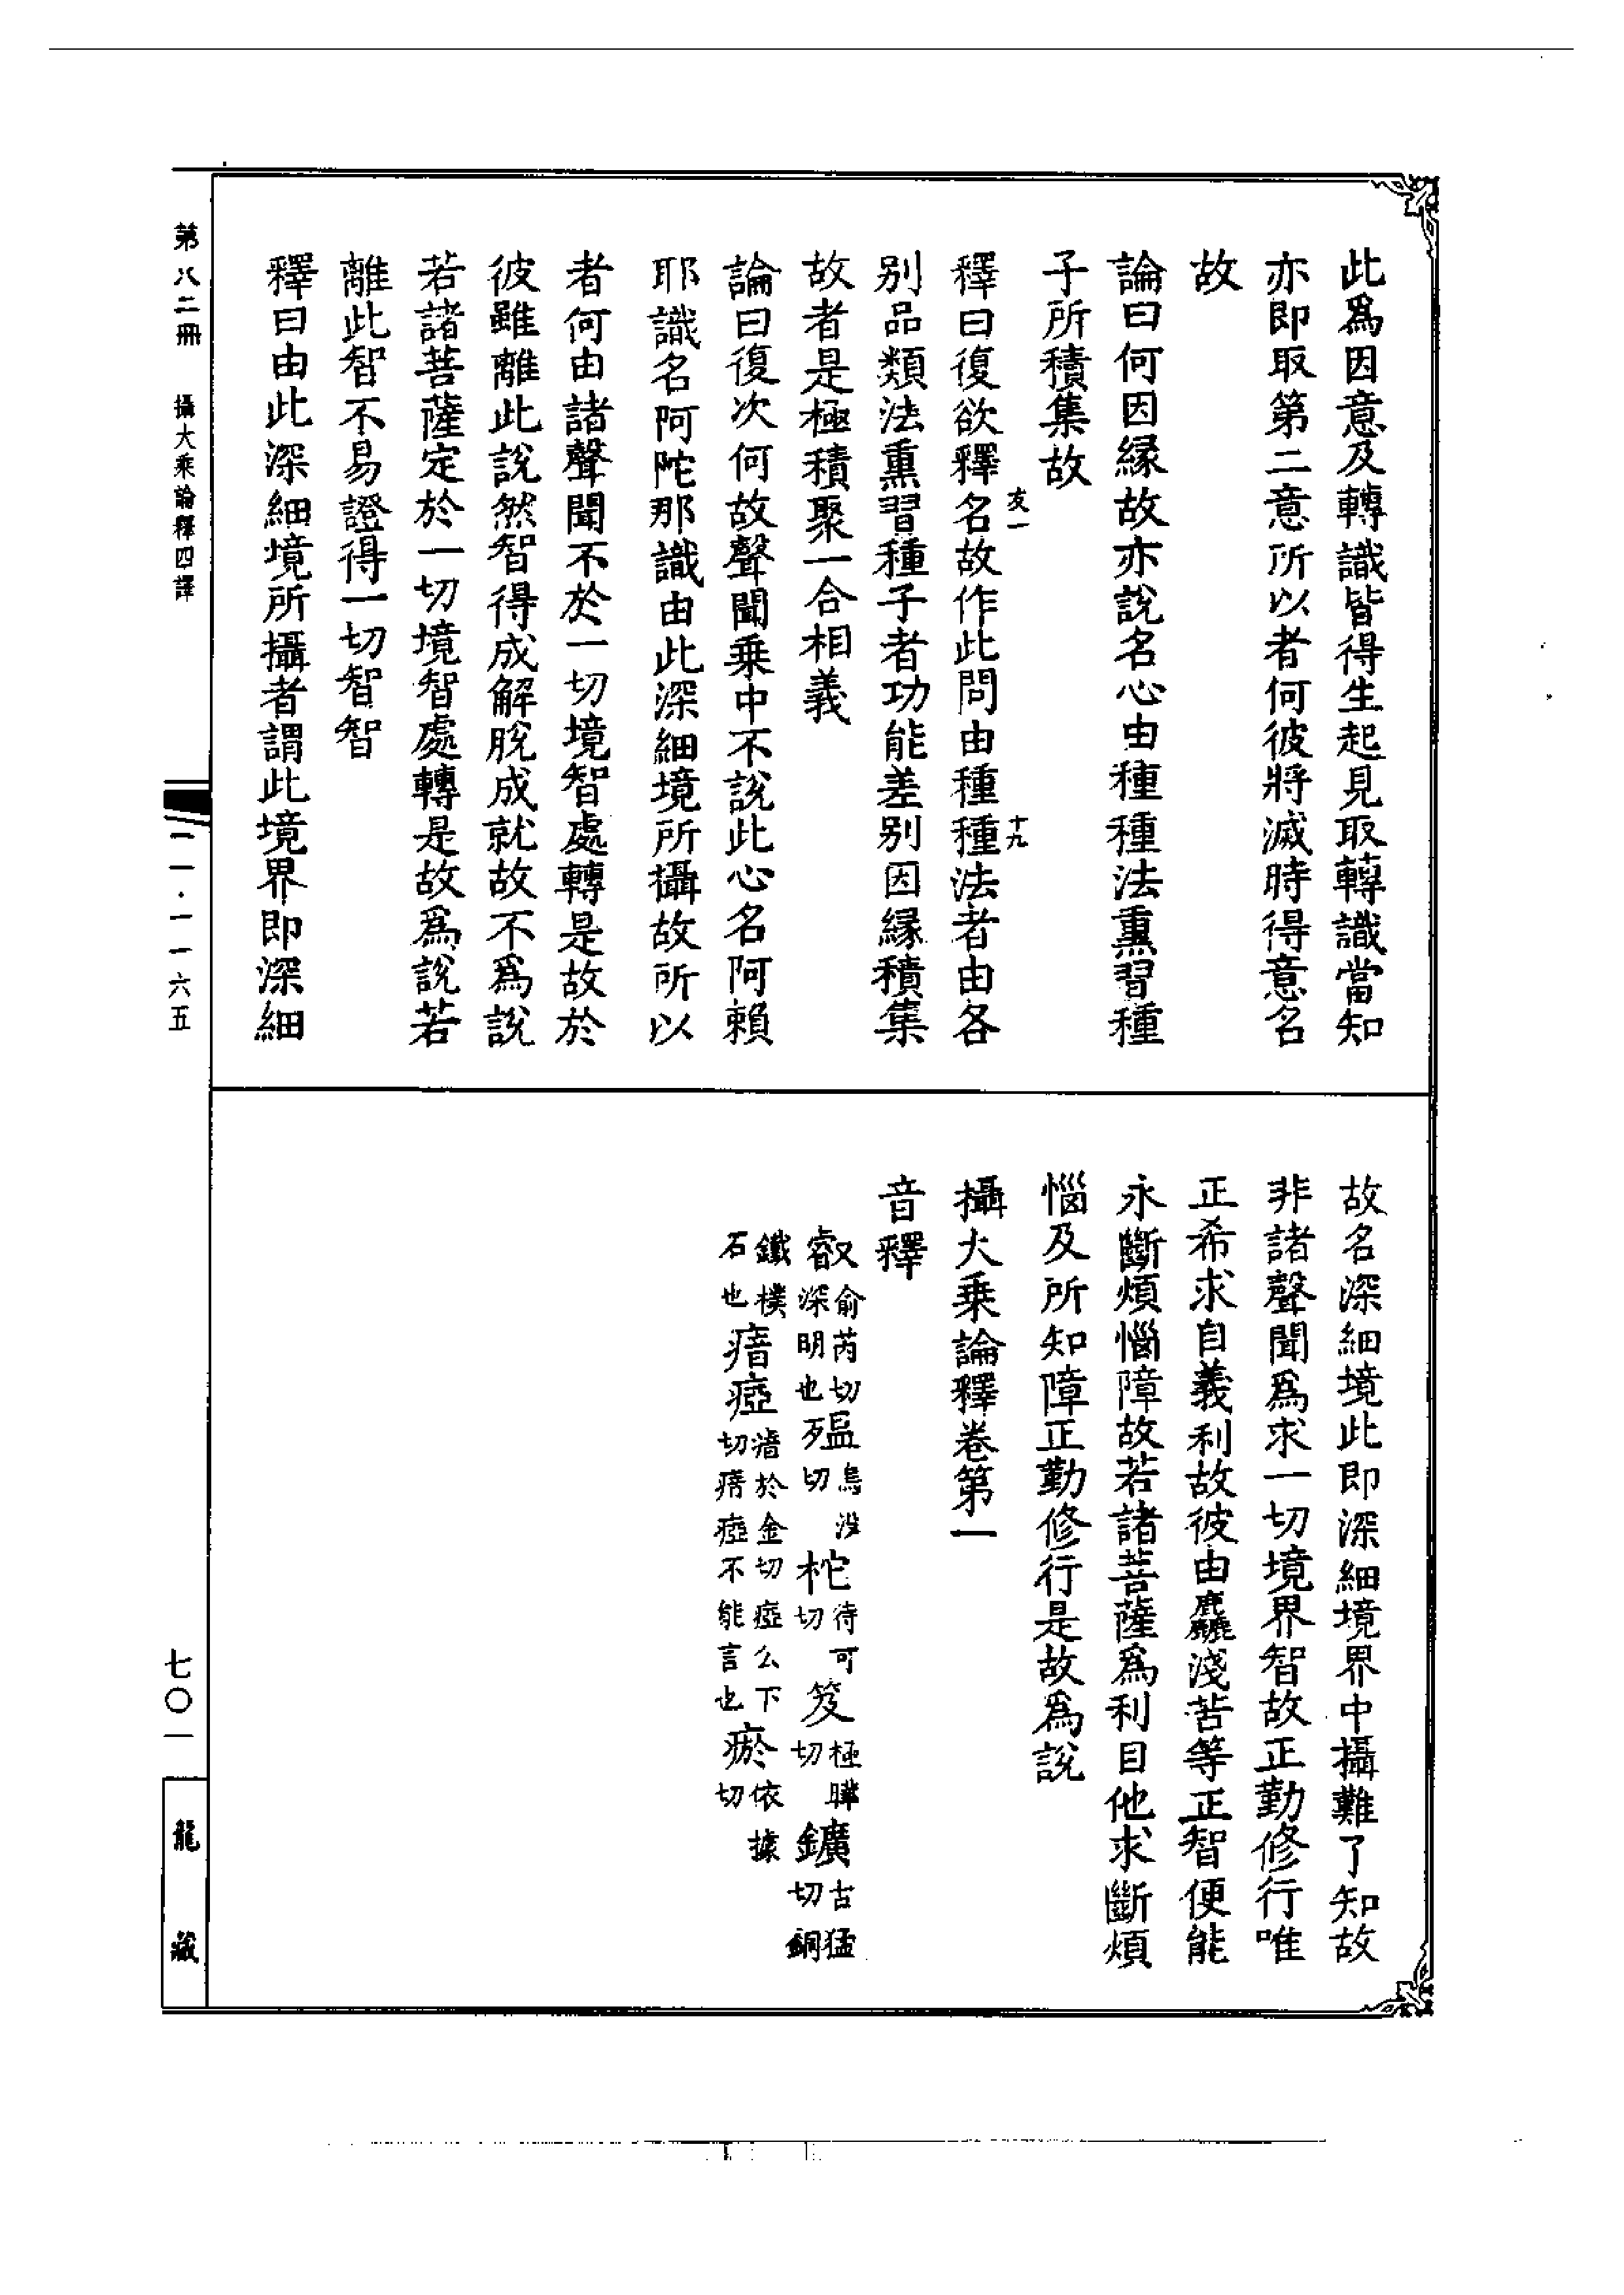 此爲因意及轉識皆得生起見取轉識當知
亦即取第二意所以者何彼將滅時得意名
故
論曰何因緣故亦說名心由種種法熏習種
子所積集故
友一
十九
釋曰復欲釋名故作此問由種種法者由各
別品類法熏習種子者功能差別因緣積集
故者是極積聚一合相義
論曰復次何故聲聞乗中不說此心名阿賴
耶識名阿陀那識由此深細境所攝故所以
者何由諸聲聞不於一切境智處轉是故於
彼雖離此說然智得成解脫成就故不爲說
若諸菩薩定於一切境智處轉是故爲說若
離此智不易證得一切智智
釋曰由此深細境所攝者謂此境界即深細
故名深細境此即深細境界中攝難了知故
非諸聲聞爲求一切境界智故正勤修行唯
正希求自義利故彼由麤淺苦等正智便能
永斷煩惱障故若諸菩薩爲利目他求斷煩
惱及所知障正勤修行是故爲說
攝大乗論釋卷第一
音釋
叡俞芮切深明也殟烏沒切柁待可切笈極曄切鑛古猛切銅
鐵樸石也瘖瘂瘖於金切瘂么下切瘖瘂不能言也瘀依據切
第八二冊 攝大乘論釋四譯
二一·一一六五
七〇一
龍藏